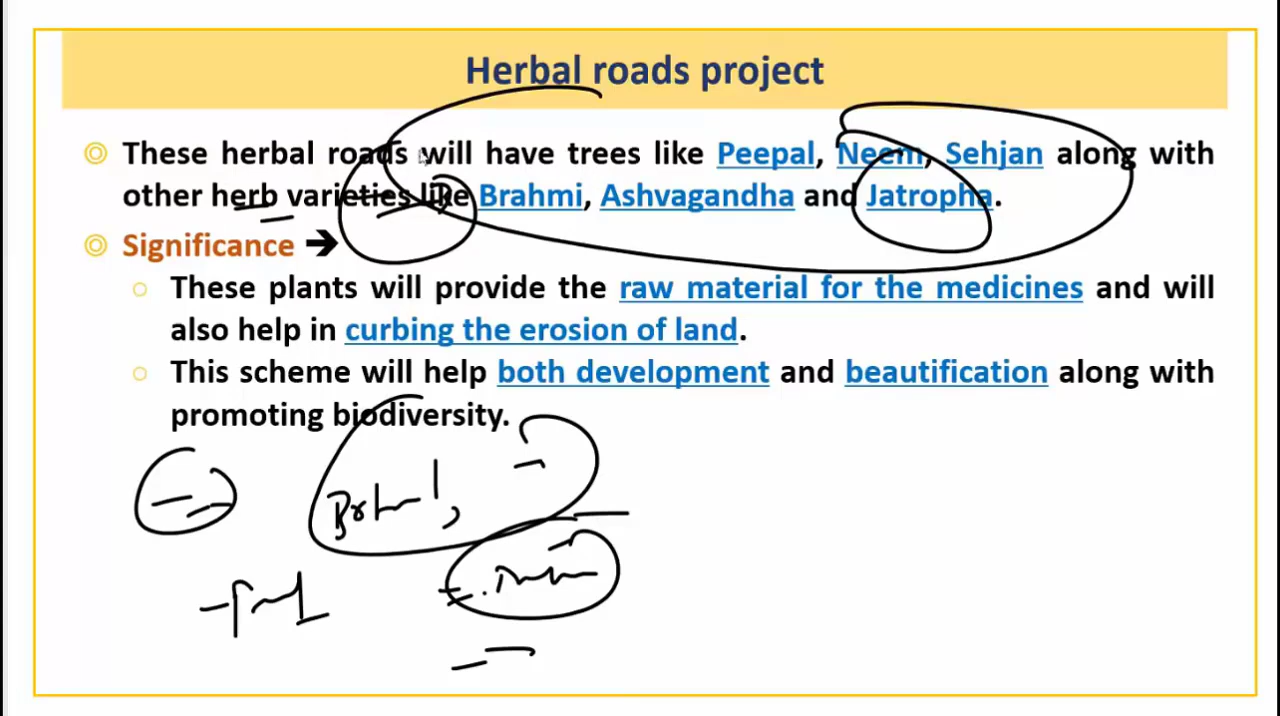 Herbal roads project
These herbal roads will have trees like Peepal, Neem, Sehjan along with
other herb varieties like Brahmi, Ashvagandha and Jatropha.
Significance ➔
These plants will provide the raw material for the medicines and will
also help in curbing the erosion of land.
This scheme will help both development and beautification along with
promoting biodiversity.